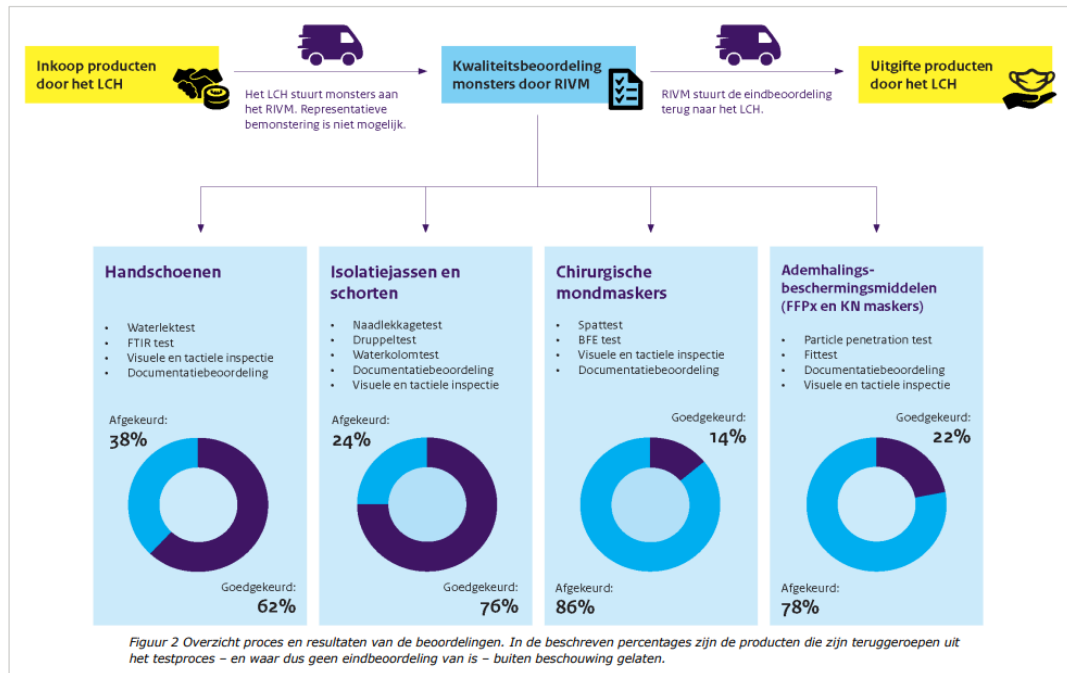 Inkoop producten
door het LCH
Het LCH stuurt monsters aan
het RIVM. Representatieve
bemonstering is niet mogelijk.
Kwaliteitsbeoordeling
monsters door RIVM
RIVM stuurt de eindbeoordeling
terug naar het LCH.
Uitgifte producten
door het LCH
Handschoenen
• Waterlektest
• FTIR test
• Visuele en tactiele inspectie
• Documentatiebeoordeling
Afgekeurd:
38%
Goedgekeurd:
62%
Isolatiejassen en
schorten
• Naadlekkagetest
• Druppeltest
• Waterkolomtest
• Documentatiebeoordeling
• Visuele en tactiele inspectie
Afgekeurd:
24%
Goedgekeurd:
76%
Chirurgische
mondmaskers
• Spattest
• BFE test
• Visuele en tactiele inspectie
• Documentatiebeoordeling
Goedgekeurd:
14%
Afgekeurd:
86%
Ademhalings-
beschermingsmiddelen
(FFPx en KN maskers)
• Particle penetration test
• Fittest
• Documentatiebeoordeling
• Visuele en tactiele inspectie
Goedgekeurd:
22%
Afgekeurd:
78%
Figuur 2 Overzicht proces en resultaten van de beoordelingen. In de beschreven percentages zijn de producten die zijn teruggeroepen uit
het testproces – en waar dus geen eindbeoordeling van is – buiten beschouwing gelaten.